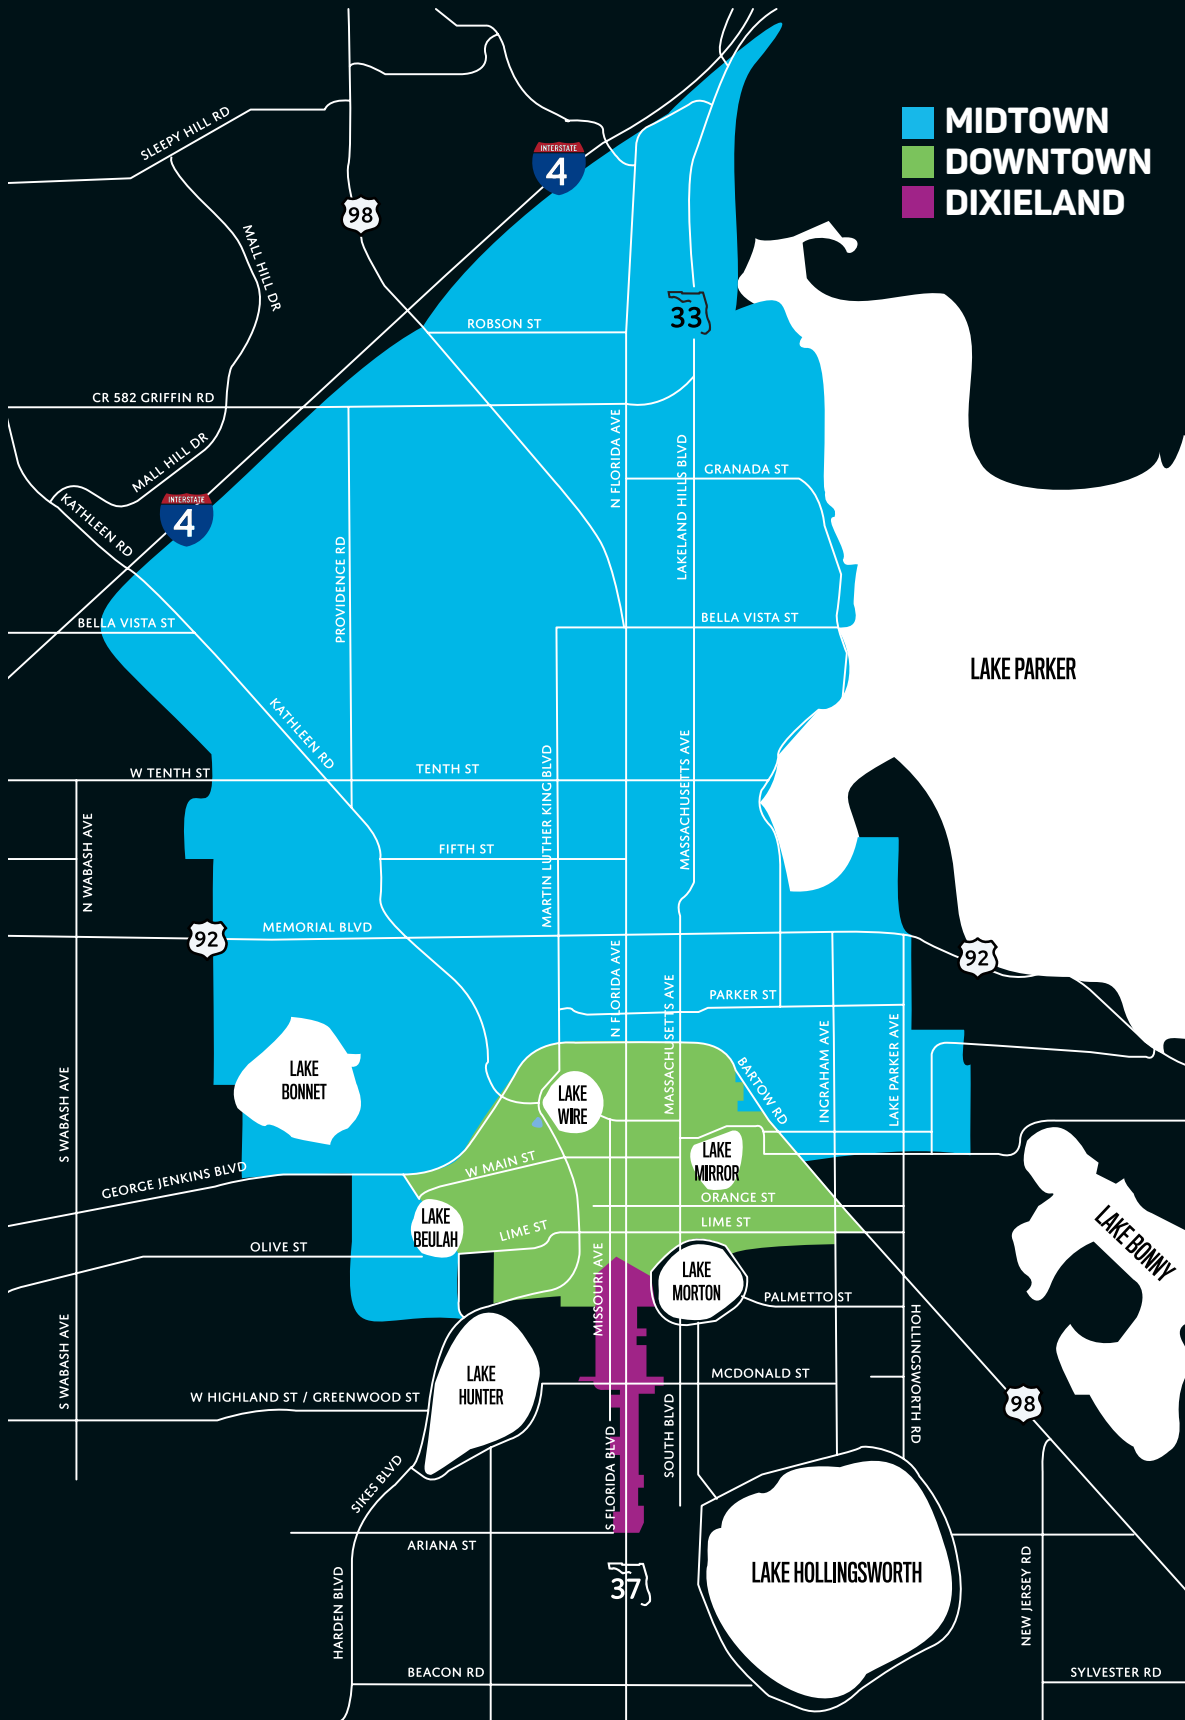 MIDTOWN
DOWNTOWN
DIXIELAND
SLEEPY HILL RD
INTERSTATE
4
98
MALL HILL DR
33
ROBSON ST
CR 582 GRIFFIN RD
N FLORIDA AVE
MALL HILL DR
LAKELAND HILLS BLVD
GRANADA ST
KATHLEEN RD
INTERSTATE
4
PROVIDENCE RD
BELLA VISTA ST
BELLA VISTA ST
LAKE PARKER
KATHLEEN RD
W TENTH ST
TENTH ST
MARTIN LUTHER KING BLVD
MASSACHUSETTS AVE
N WABASH AVE
FIFTH ST
92
MEMORIAL BLVD
N FLORIDA AVE
92
MASSACHUSETTS AVE
PARKER ST
INGRAHAM AVE
LAKE PARKER AVE
S WABASH AVE
LAKE
BONNET
LAKE
WIRE
BARTOW RD
LAKE
MIRROR
W MAIN ST
GEORGE JENKINS BLVD
ORANGE ST
LAKE
BEULAH
LIME ST
LIME ST
OLIVE ST
LAKE BONNY
MISSOURI AVE
LAKE
MORTON
PALMETTO ST
S WABASH AVE
HOLLINGSWORTH RD
LAKE
HUNTER
MCDONALD ST
W HIGHLAND ST / GREENWOOD ST
98
SOUTH BLVD
S FLORIDA BLVD
SIKES BLVD
ARIANA ST
37
LAKE HOLLINGSWORTH
HARDEN BLVD
NEW JERSEY RD
BEACON RD
SYLVESTER RD